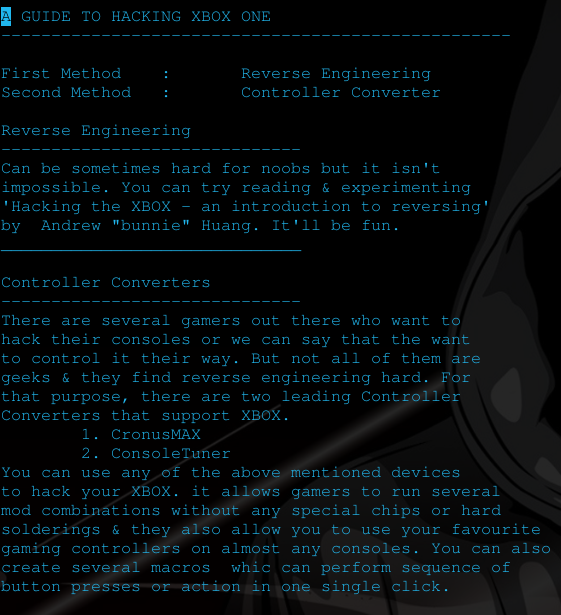 A GUIDE TO HACKING XBOX ONE
---------------------------------------------------
First Method    :       Reverse Engineering
Second Method   :       Controller Converter
Reverse Engineering
------------------------------
Can be sometimes hard for noobs but it isn't
impossible. You can try reading & experimenting
'Hacking the XBOX - an introduction to reversing'
by  Andrew "bunnie" Huang. It'll be fun.
______________________________
Controller Converters
------------------------------
There are several gamers out there who want to
hack their consoles or we can say that the want
to control it their way. But not all of them are
geeks & they find reverse engineering hard. For
that purpose, there are two leading Controller
Converters that support XBOX.
        1. CronusMAX
        2. ConsoleTuner
You can use any of the above mentioned devices
to hack your XBOX. it allows gamers to run several
mod combinations without any special chips or hard
solderings & they also allow you to use your favourite
gaming controllers on almost any consoles. You can also
create several macros  whic can perform sequence of
button presses or action in one single click.